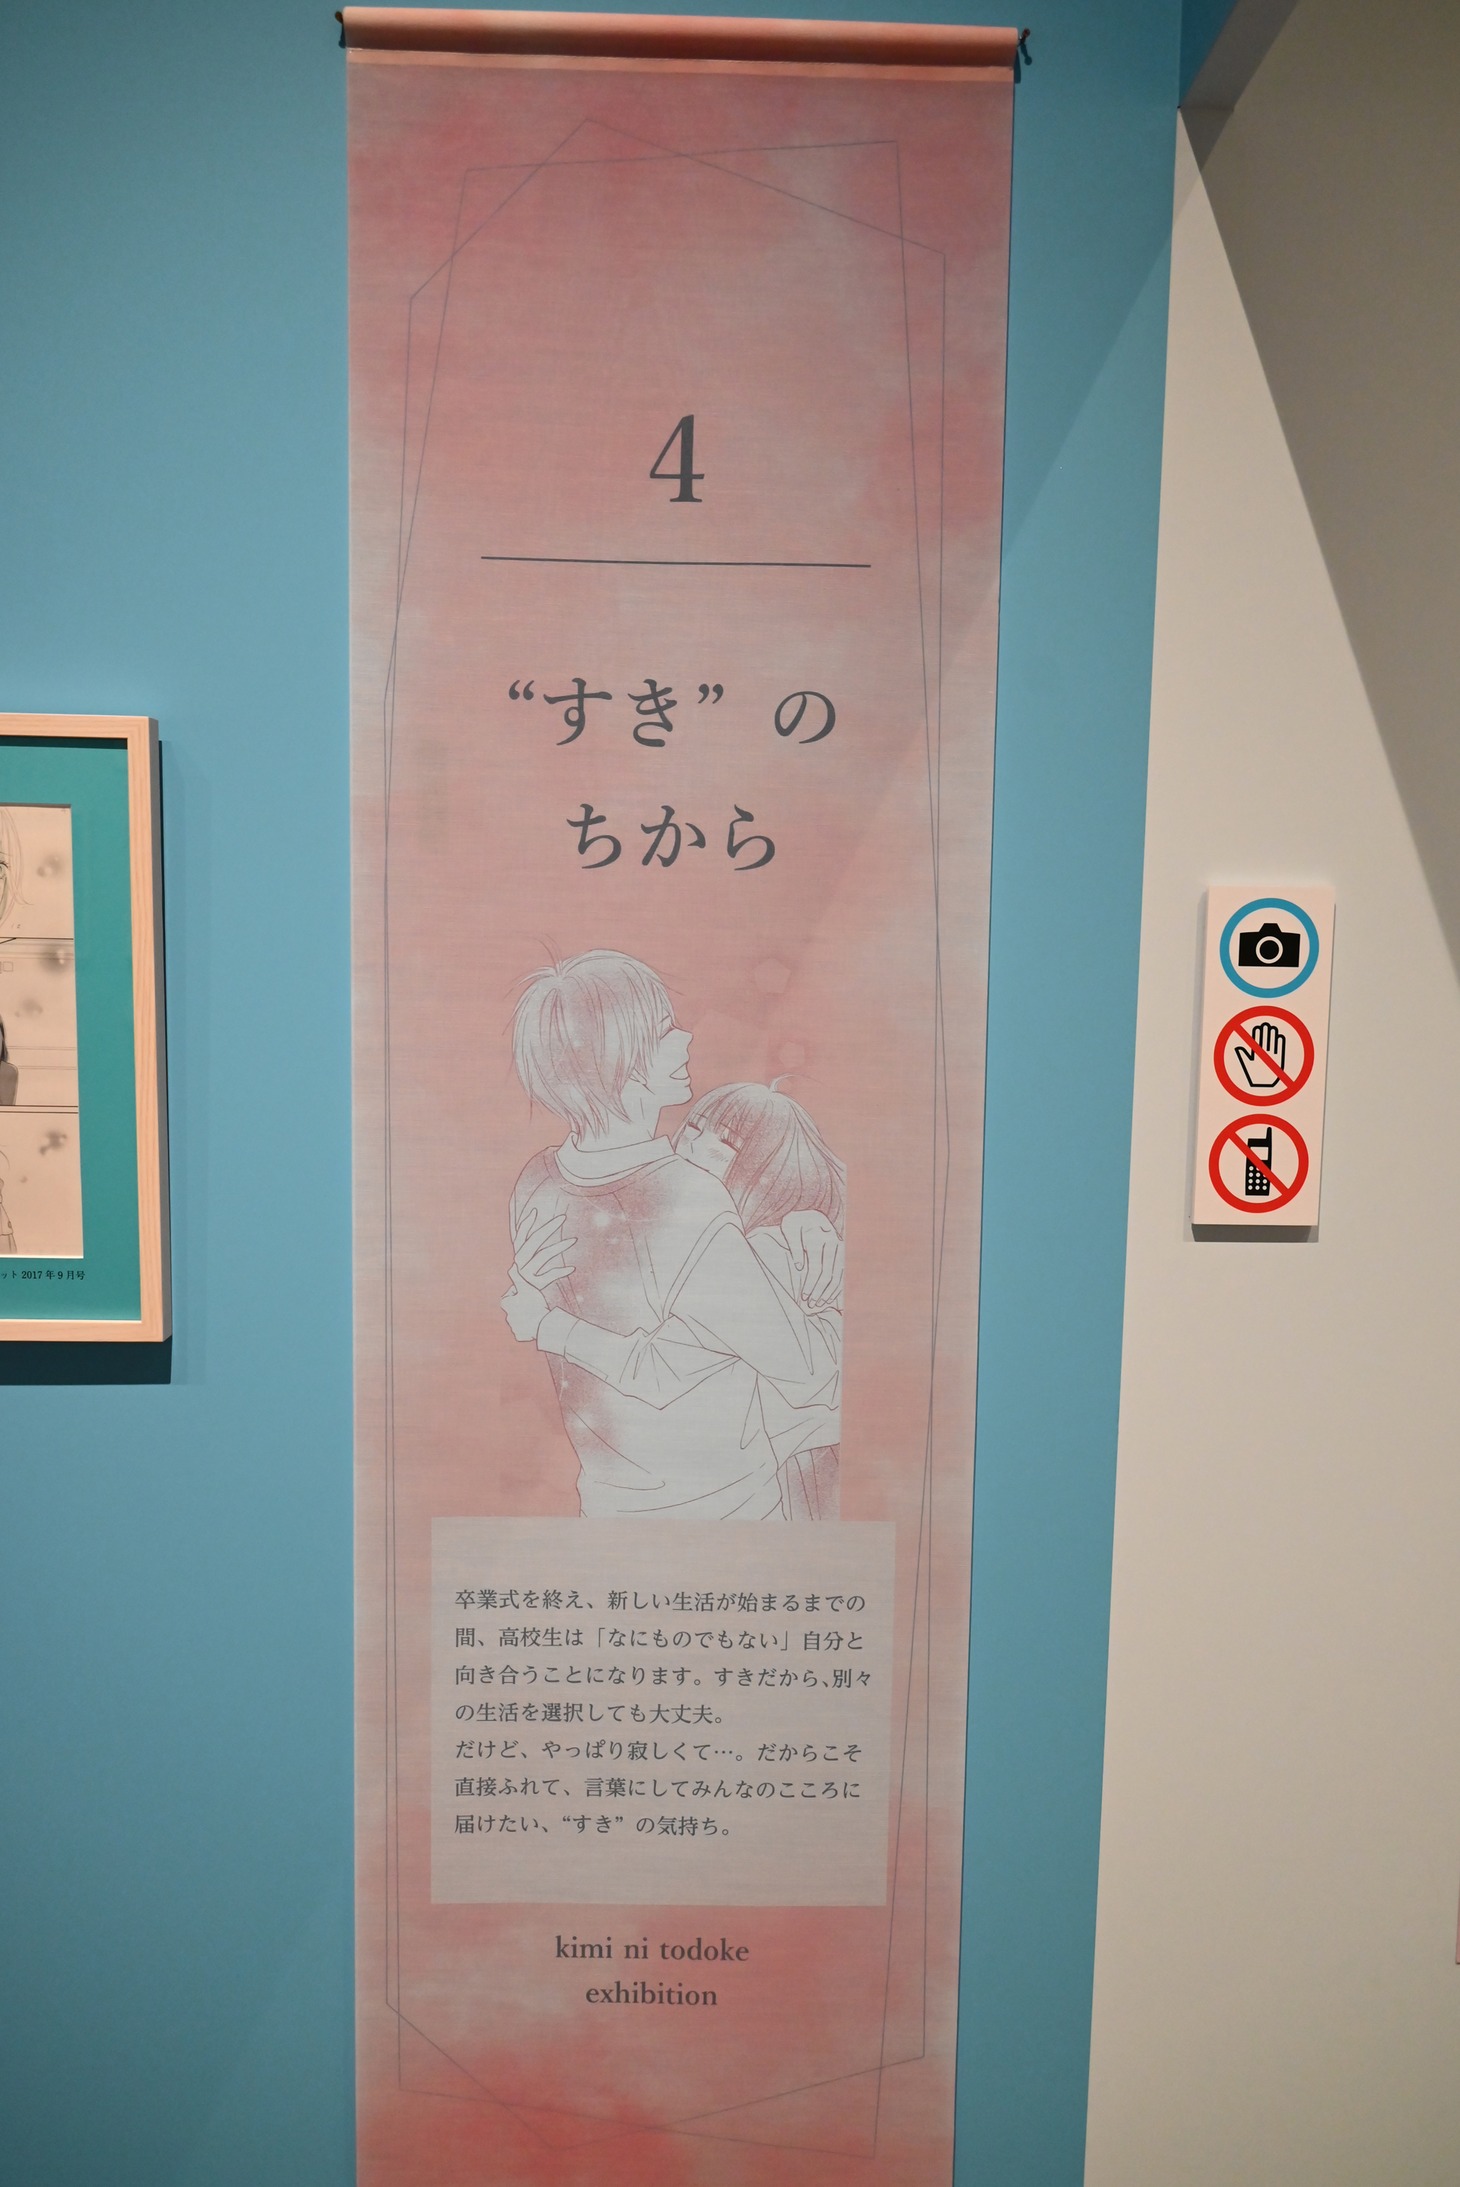 4
“すき” の
ちから
卒業式を終え、新しい生活が始まるまでの
間、高校生は「なにものでもない」自分と
向き合うことになります。すきだから、別々
の生活を選択しても大丈夫。
だけど、やっぱり寂しくて…。だからこそ
直接ふれて、言葉にしてみんなのこころに
届けたい、“すき” の気持ち。
kimi ni todoke
exhibition
ット 2017 年 9 月号